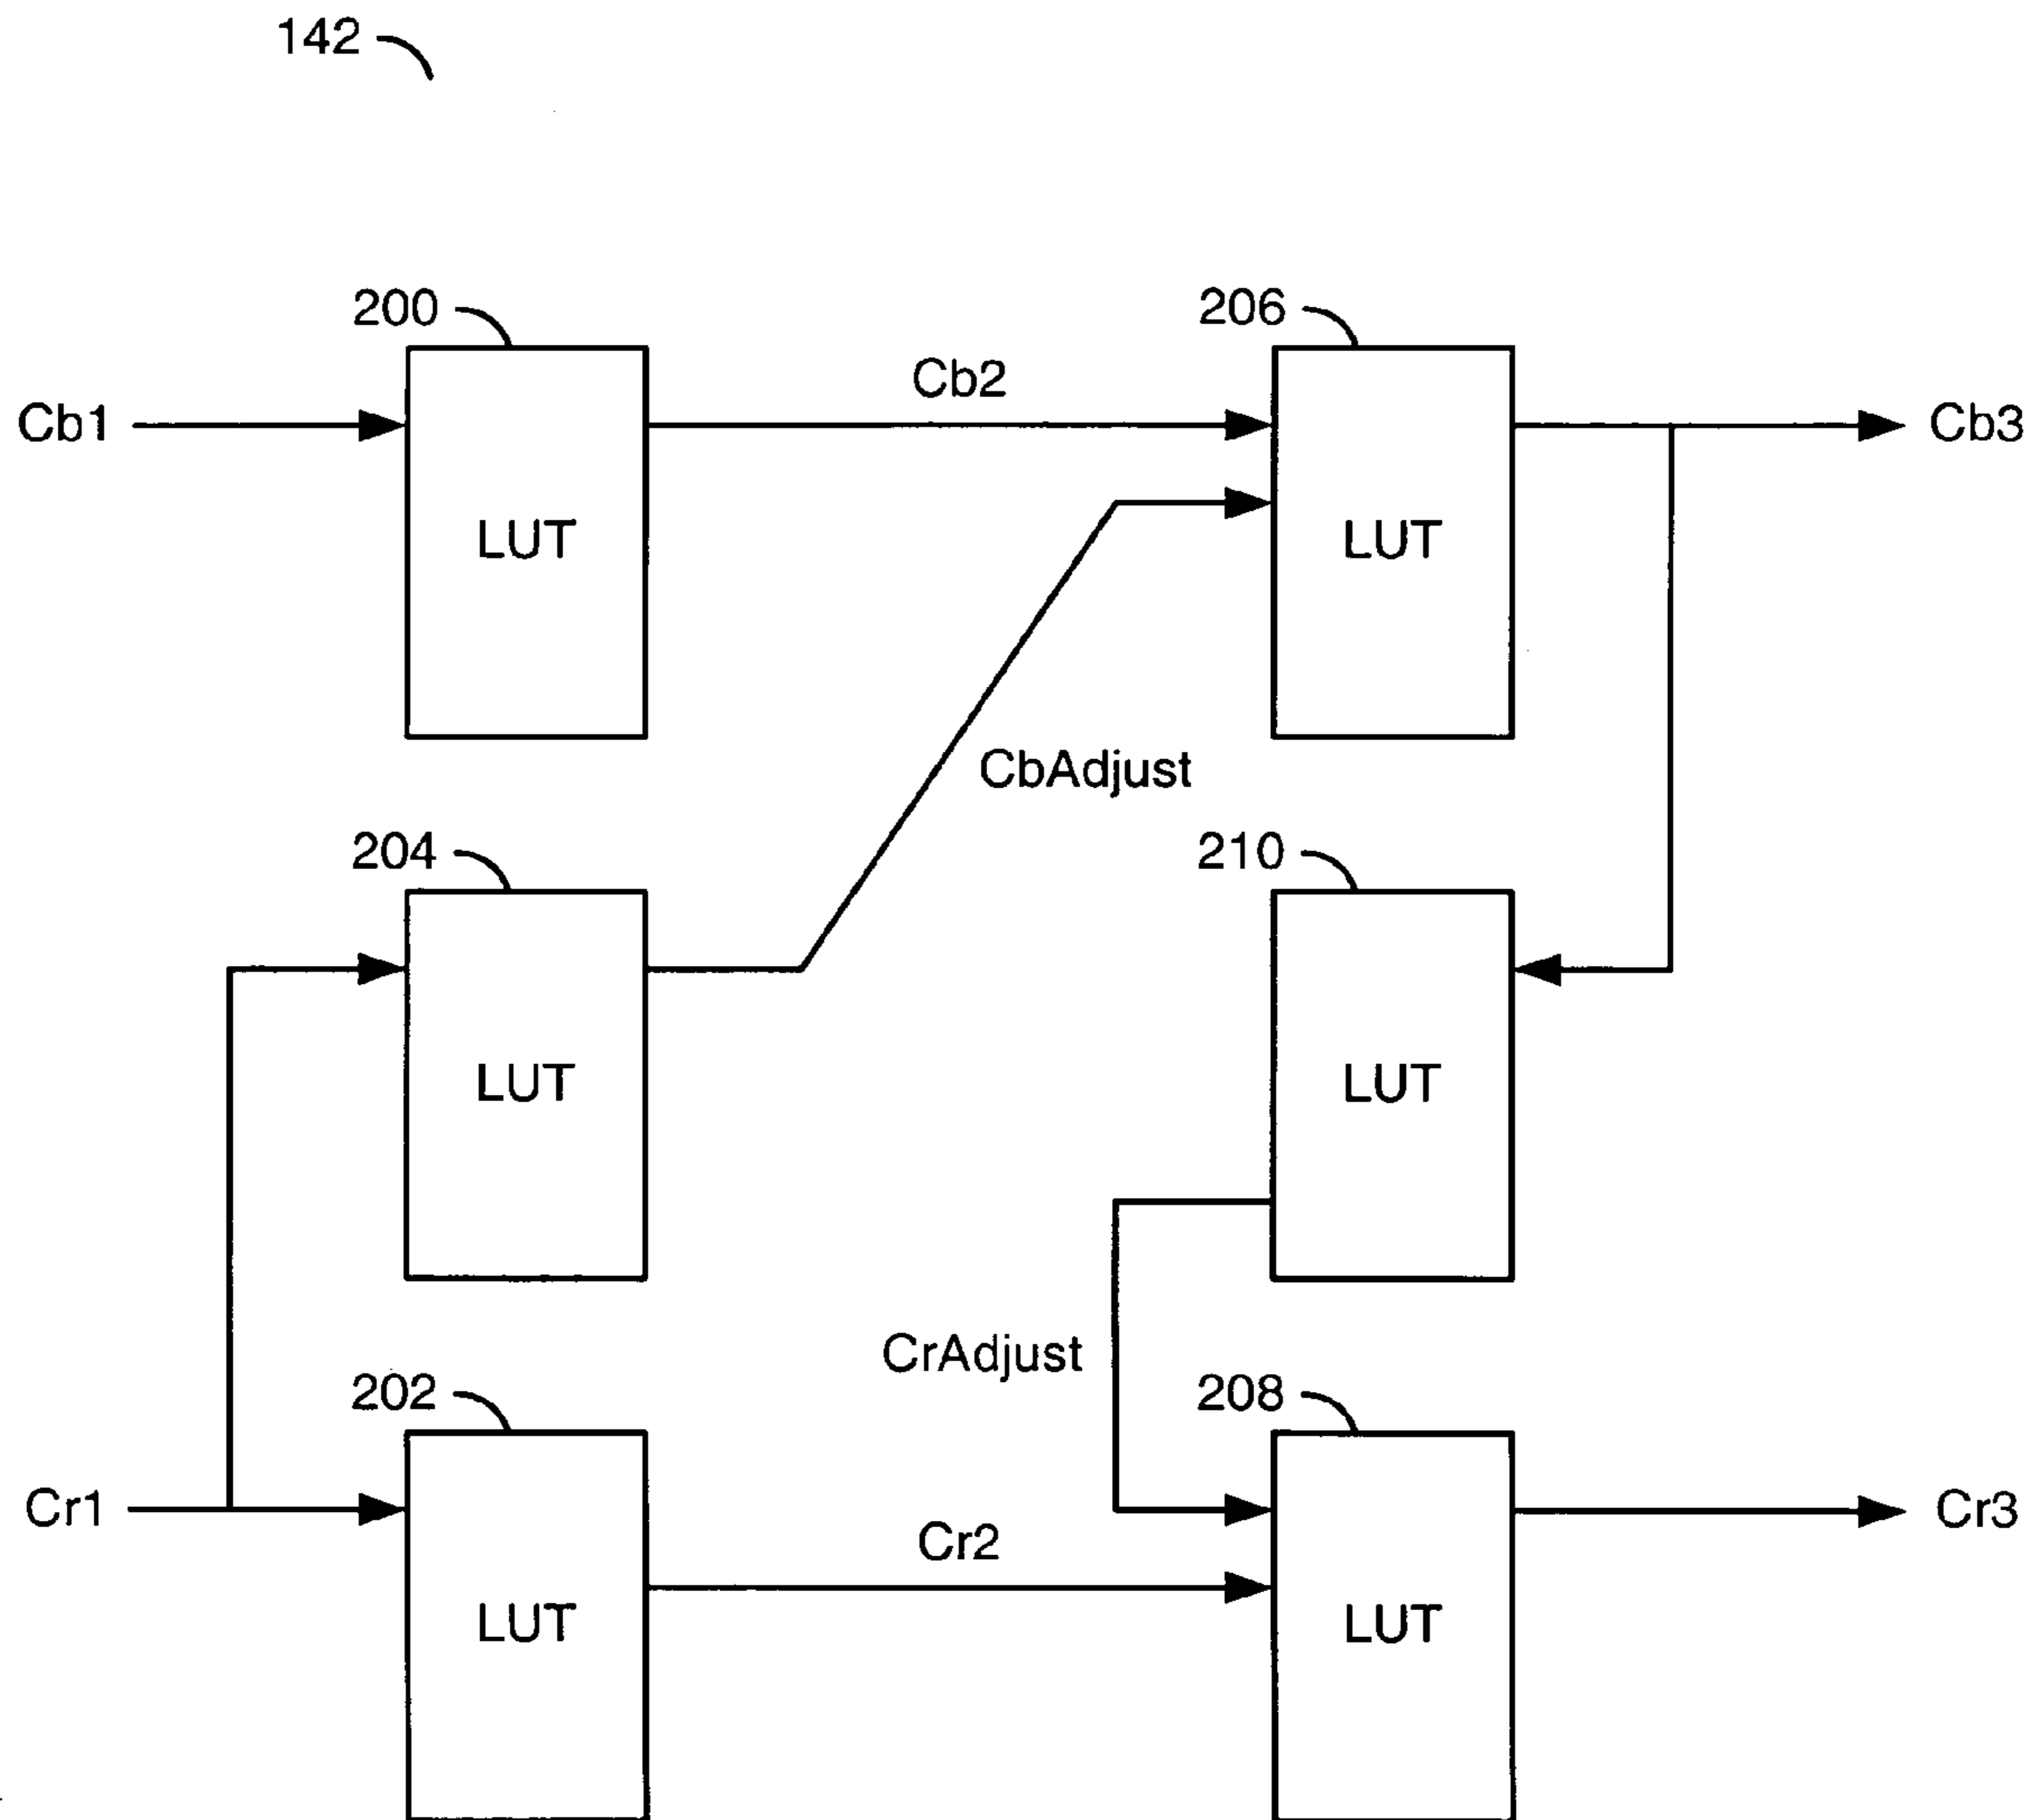 142
200
206
Cb2
Cb1
Cb3
LUT
LUT
CbAdjust
204
210
LUT
LUT
CrAdjust
202
208
Cr1
Cr3
Cr2
LUT
LUT